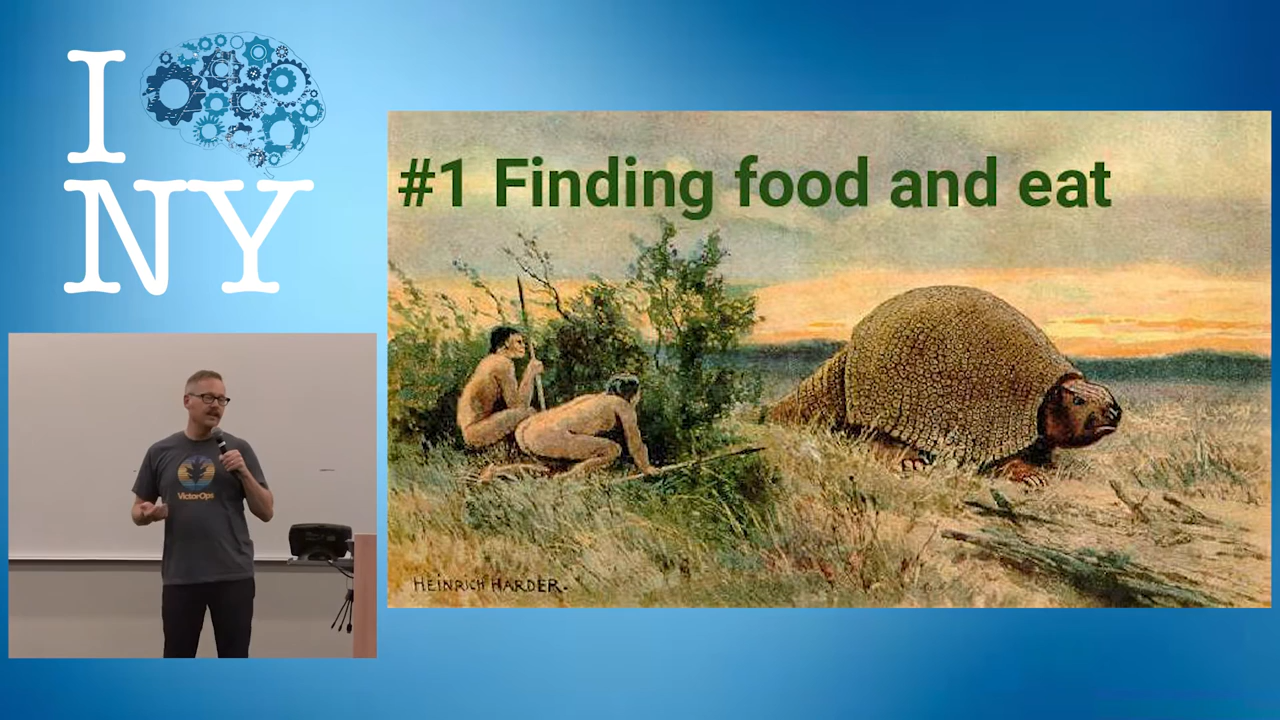 I
NY
#1 Finding food and eat
VictorOps
HEINRICH HARDER.